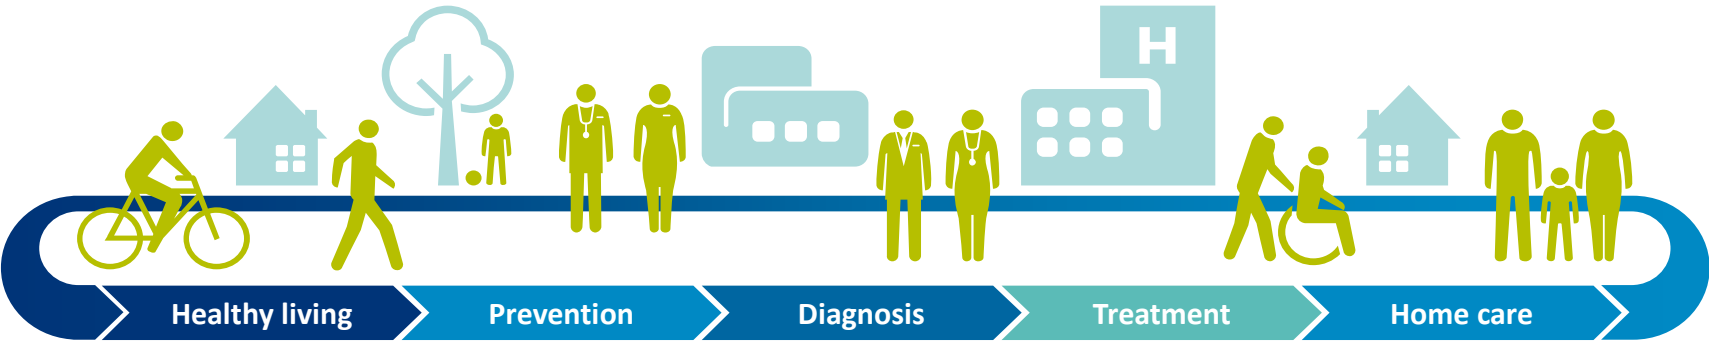 H
Healthy living
Prevention
Diagnosis
Treatment
Home care